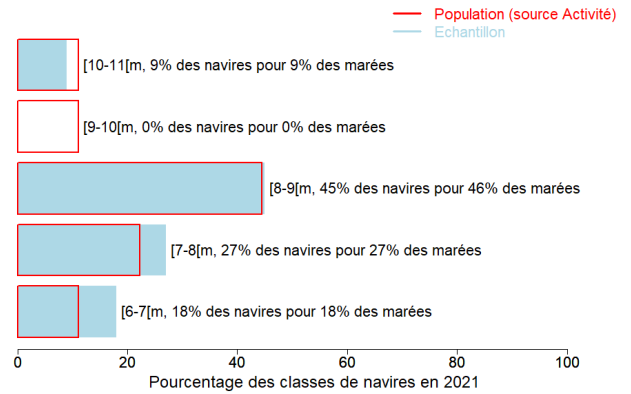 Population (source Activité)
Echantillon
[10-11[m, 9% des navires pour 9% des marées
[9-10[m, 0% des navires pour 0% des marées
[8-9[m, 45% des navires pour 46% des marées
[7-8[m, 27% des navires pour 27% des marées
[6-7[m, 18% des navires pour 18% des marées
0 20 40 60 80 100
Pourcentage des classes de navires en 2021